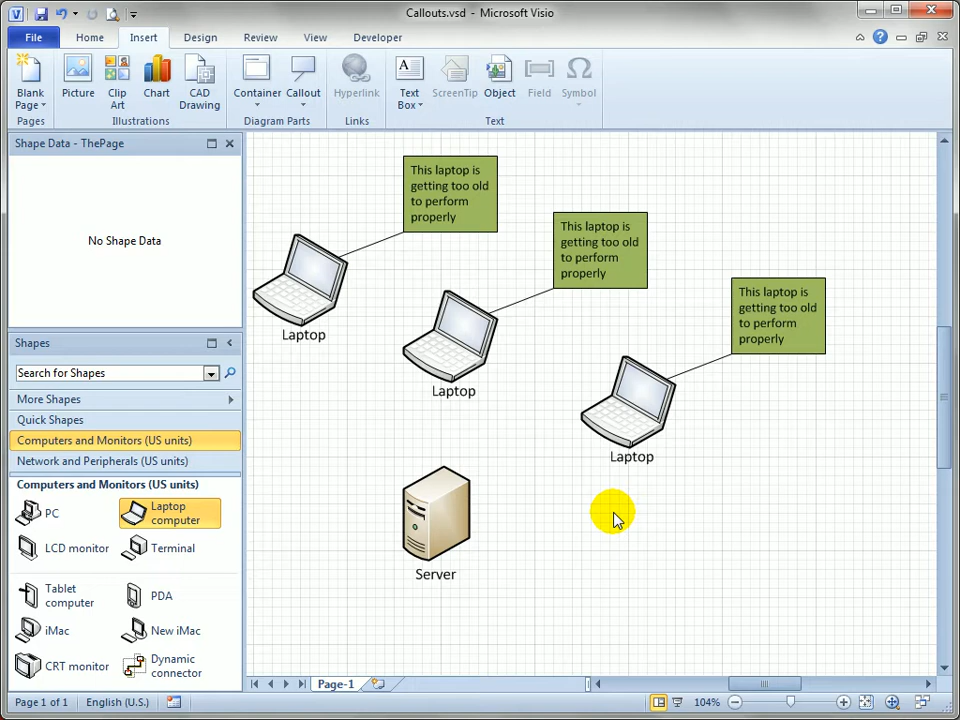 Callouts.vsd - Microsoft Visio
File Home Insert Design Review View Developer
Blank Page
Picture
Clip Art
Chart
CAD Drawing
Container
Callout
Hyperlink
Text Box
ScreenTip
Object
Field
Symbol
Pages Illustrations Diagram Parts Links Text
Shape Data - ThePage
No Shape Data
Shapes
Search for Shapes
More Shapes
Quick Shapes
Computers and Monitors (US units)
Network and Peripherals (US units)
Computers and Monitors (US units)
PC
Laptop
computer
LCD monitor
Terminal
Tablet
computer
PDA
iMac
New iMac
CRT monitor
Dynamic
connector
This laptop is
getting too old
to perform
properly
Laptop
This laptop is
getting too old
to perform
properly
Laptop
This laptop is
getting too old
to perform
properly
Laptop
Server
Page-1
Page 1 of 1 English (U.S.) 104%